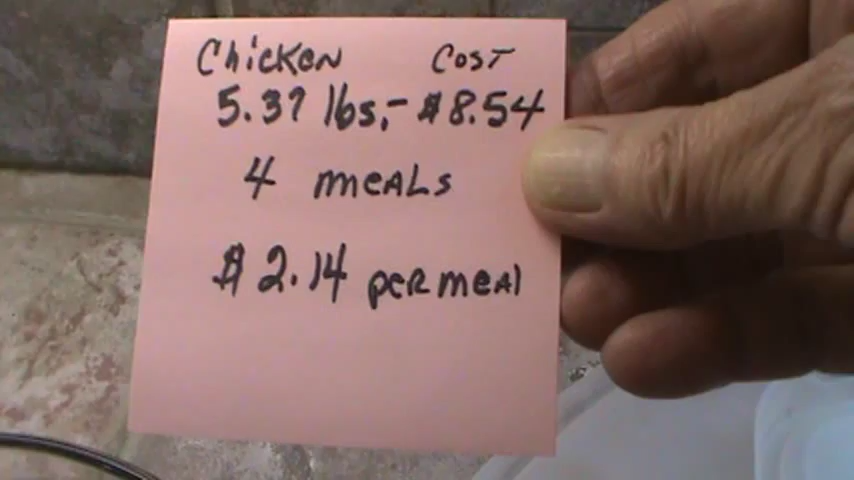 Chicken Cost
5.37 lbs,- $8.54
4 meals
$2.14 per meal